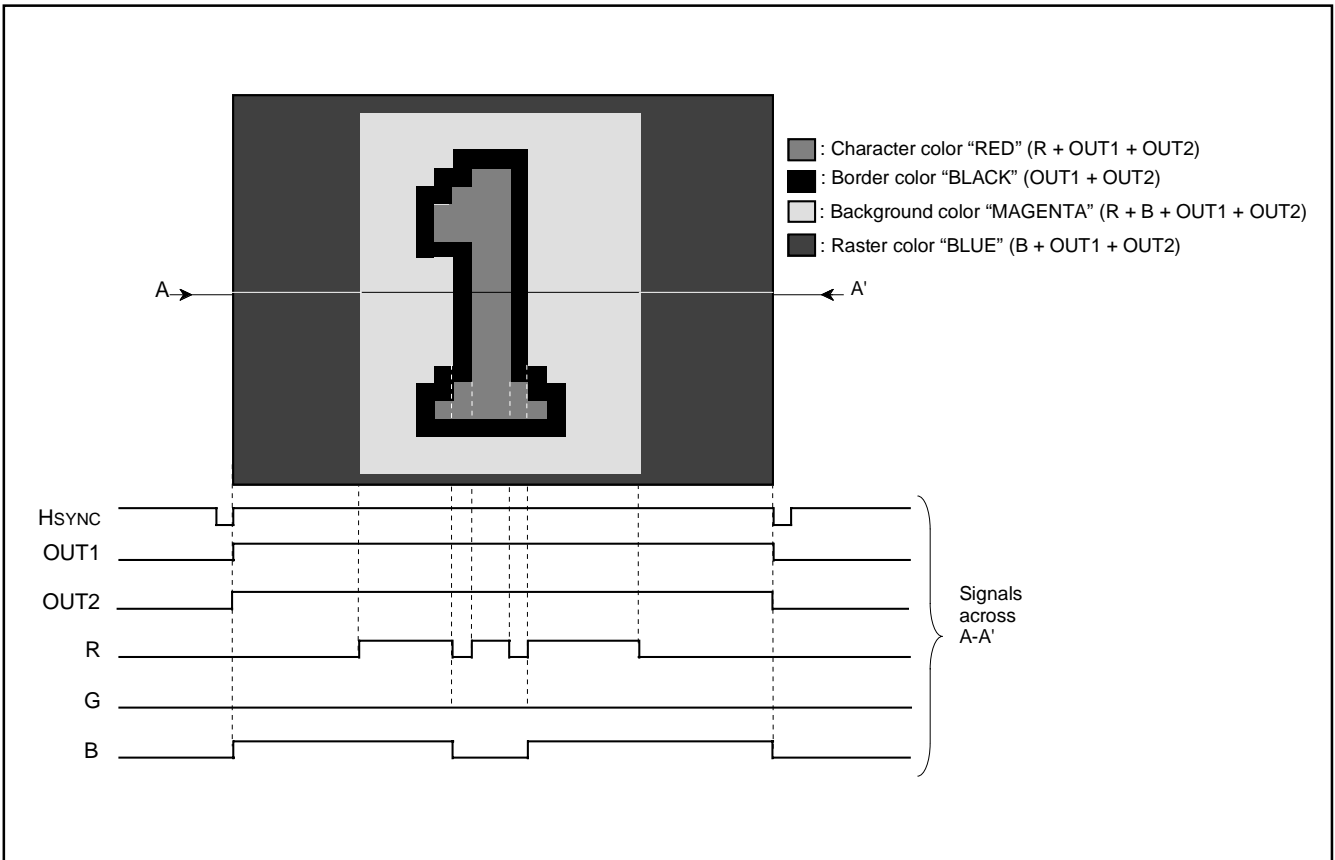 : Character color “RED” (R + OUT1 + OUT2)
: Border color “BLACK” (OUT1 + OUT2)
: Background color “MAGENTA” (R + B + OUT1 + OUT2)
: Raster color “BLUE” (B + OUT1 + OUT2)
A
A'
HSYNC
OUT1
OUT2
R
G
B
Signals
across
A-A'